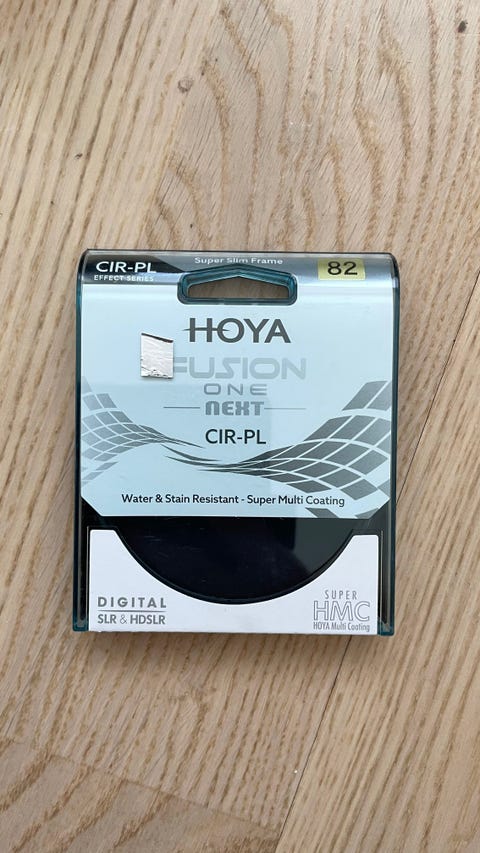 CIR-PL
EFFECT SERIES
Super Slim Frame
82
HOYA
FUSION
ONE
NEXT
CIR-PL
Water & Stain Resistant - Super Multi Coating
DIGITAL
SLR & HDSLR
SUPER
HMC
HOYA Multi Coating